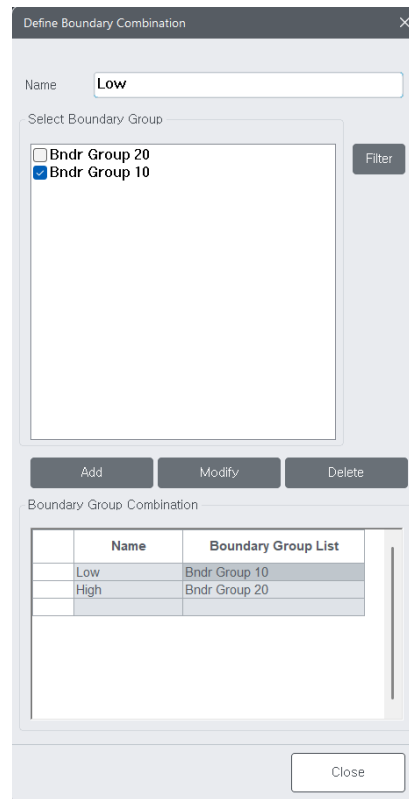 Define Boundary Combination
Name Low
Select Boundary Group
Bndr Group 20
Bndr Group 10
Filter
Add Modify Delete
Boundary Group Combination
Name Boundary Group List
Low Bndr Group 10
High Bndr Group 20
Close